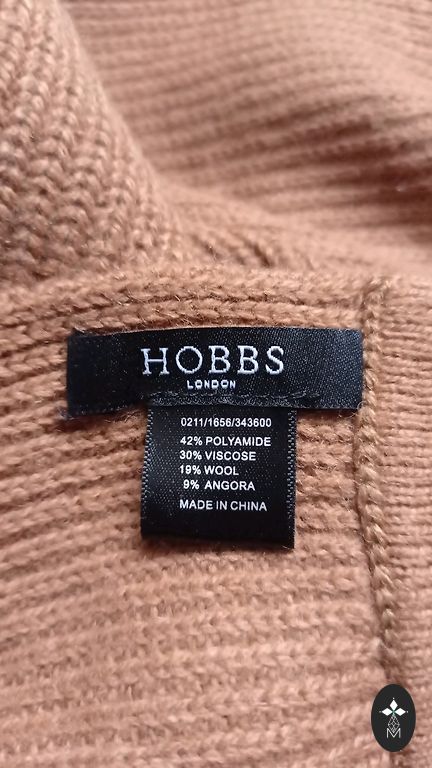 HOBBS
LONDON
0211/1656/343600
42% POLYAMIDE
30% VISCOSE
19% WOOL
9% ANGORA
MADE IN CHINA
M